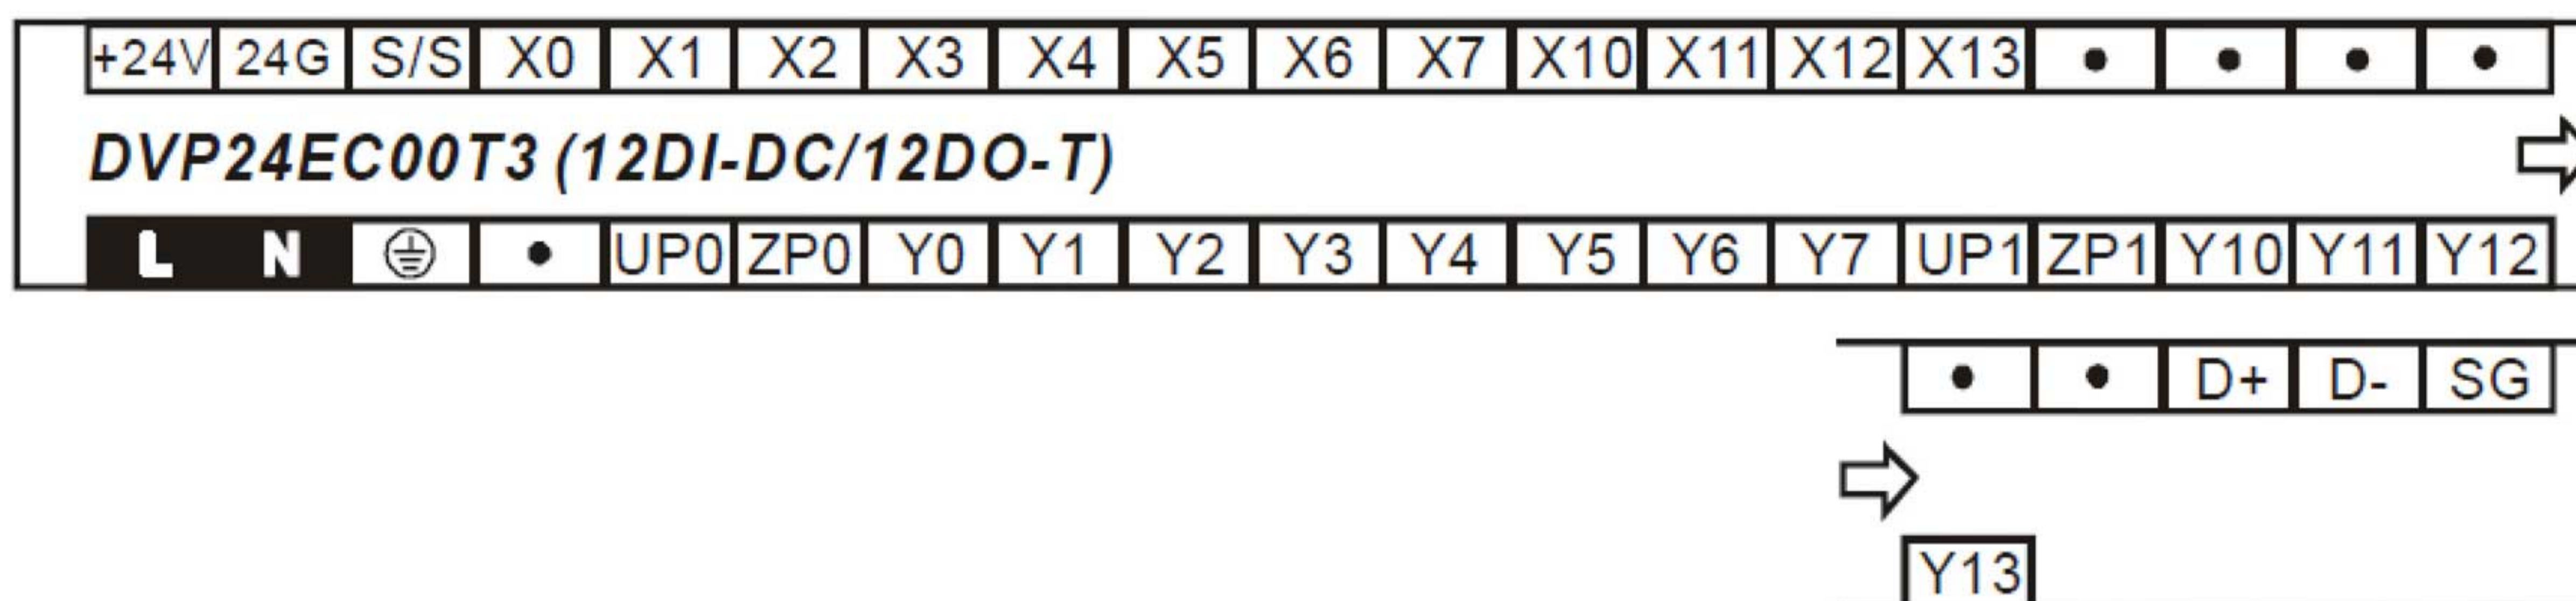 +24V 24G S/S X0 X1 X2 X3 X4 X5 X6 X7 X10 X11 X12 X13 • • • •
DVP24EC00T3 (12DI-DC/12DO-T)
L N ⏚ • UP0 ZP0 Y0 Y1 Y2 Y3 Y4 Y5 Y6 Y7 UP1 ZP1 Y10 Y11 Y12
• • D+ D- SG
Y13